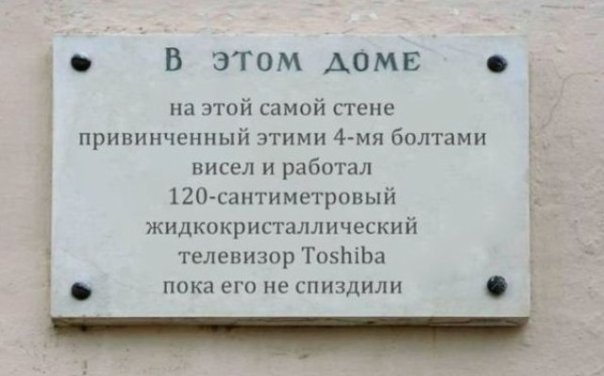 В ЭТОМ ДОМЕ
на этой самой стене
привинченный этими 4-мя болтами
висел и работал
120-сантиметровый
жидкокристаллический
телевизор Toshiba
пока его не спиздили